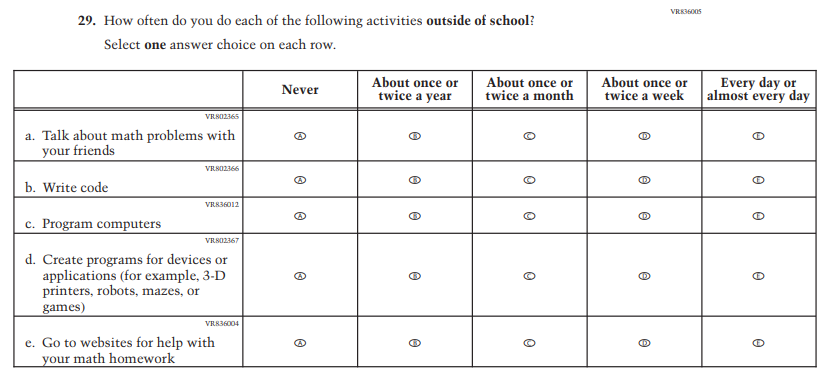 VR836005
29. How often do you do each of the following activities outside of school?
Select one answer choice on each row.
Never
About once or
twice a year
About once or
twice a month
About once or
twice a week
Every day or
almost every day
VR802365
a. Talk about math problems with
your friends
A B C D E
VR802366
b. Write code
A B C D E
VR836012
c. Program computers
A B C D E
VR802367
d. Create programs for devices or
applications (for example, 3-D
printers, robots, mazes, or
games)
A B C D E
VR836004
e. Go to websites for help with
your math homework
A B C D E